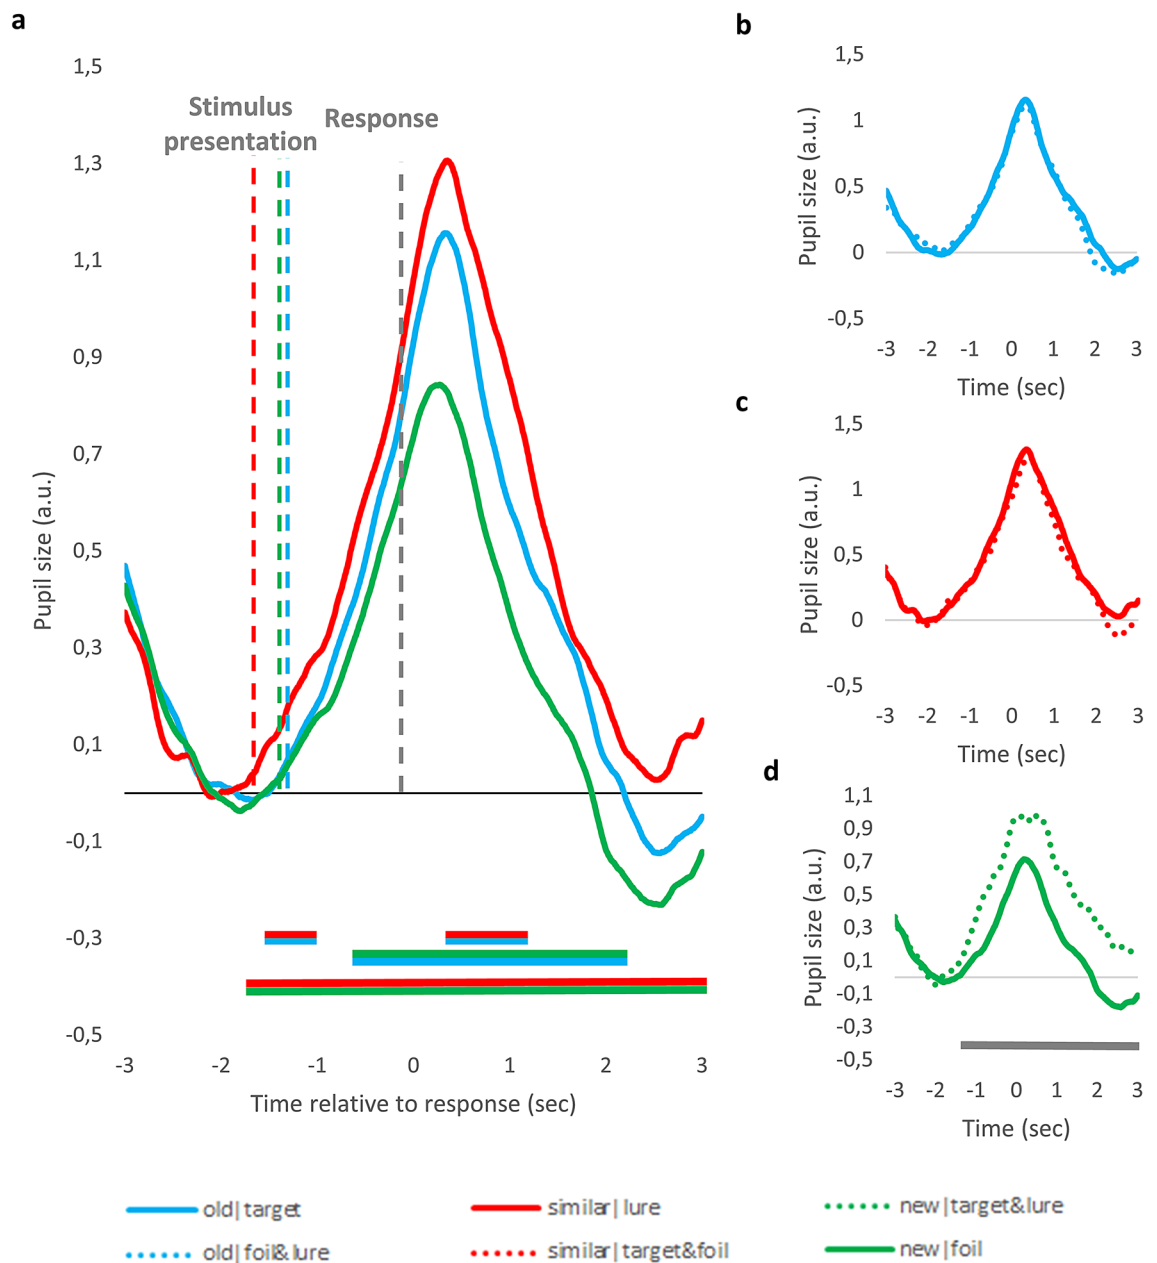 a
1,5
1,3
1,1
0,9
0,7
0,5
0,3
0,1
-0,1
-0,3
-0,5
Pupil size (a.u.)
Stimulus
presentation
Response
-3 -2 -1 0 1 2 3
Time relative to response (sec)
b
1,5
1
0,5
0
-0,5
Pupil size (a.u.)
-3 -2 -1 0 1 2 3
Time (sec)
c
1,5
1
0,5
0
-0,5
Pupil size (a.u.)
-3 -2 -1 0 1 2 3
Time (sec)
d
1,1
0,9
0,7
0,5
0,3
0,1
-0,1
-0,3
-0,5
Pupil size (a.u.)
-3 -2 -1 0 1 2 3
Time (sec)
old|target
similar|lure
new|target&lure
old|foil&lure
similar|target&foil
new|foil